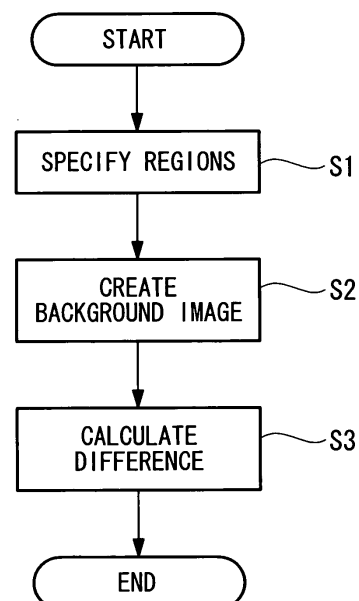 START
SPECIFY REGIONS
S1
CREATE
BACKGROUND IMAGE
S2
CALCULATE
DIFFERENCE
S3
END